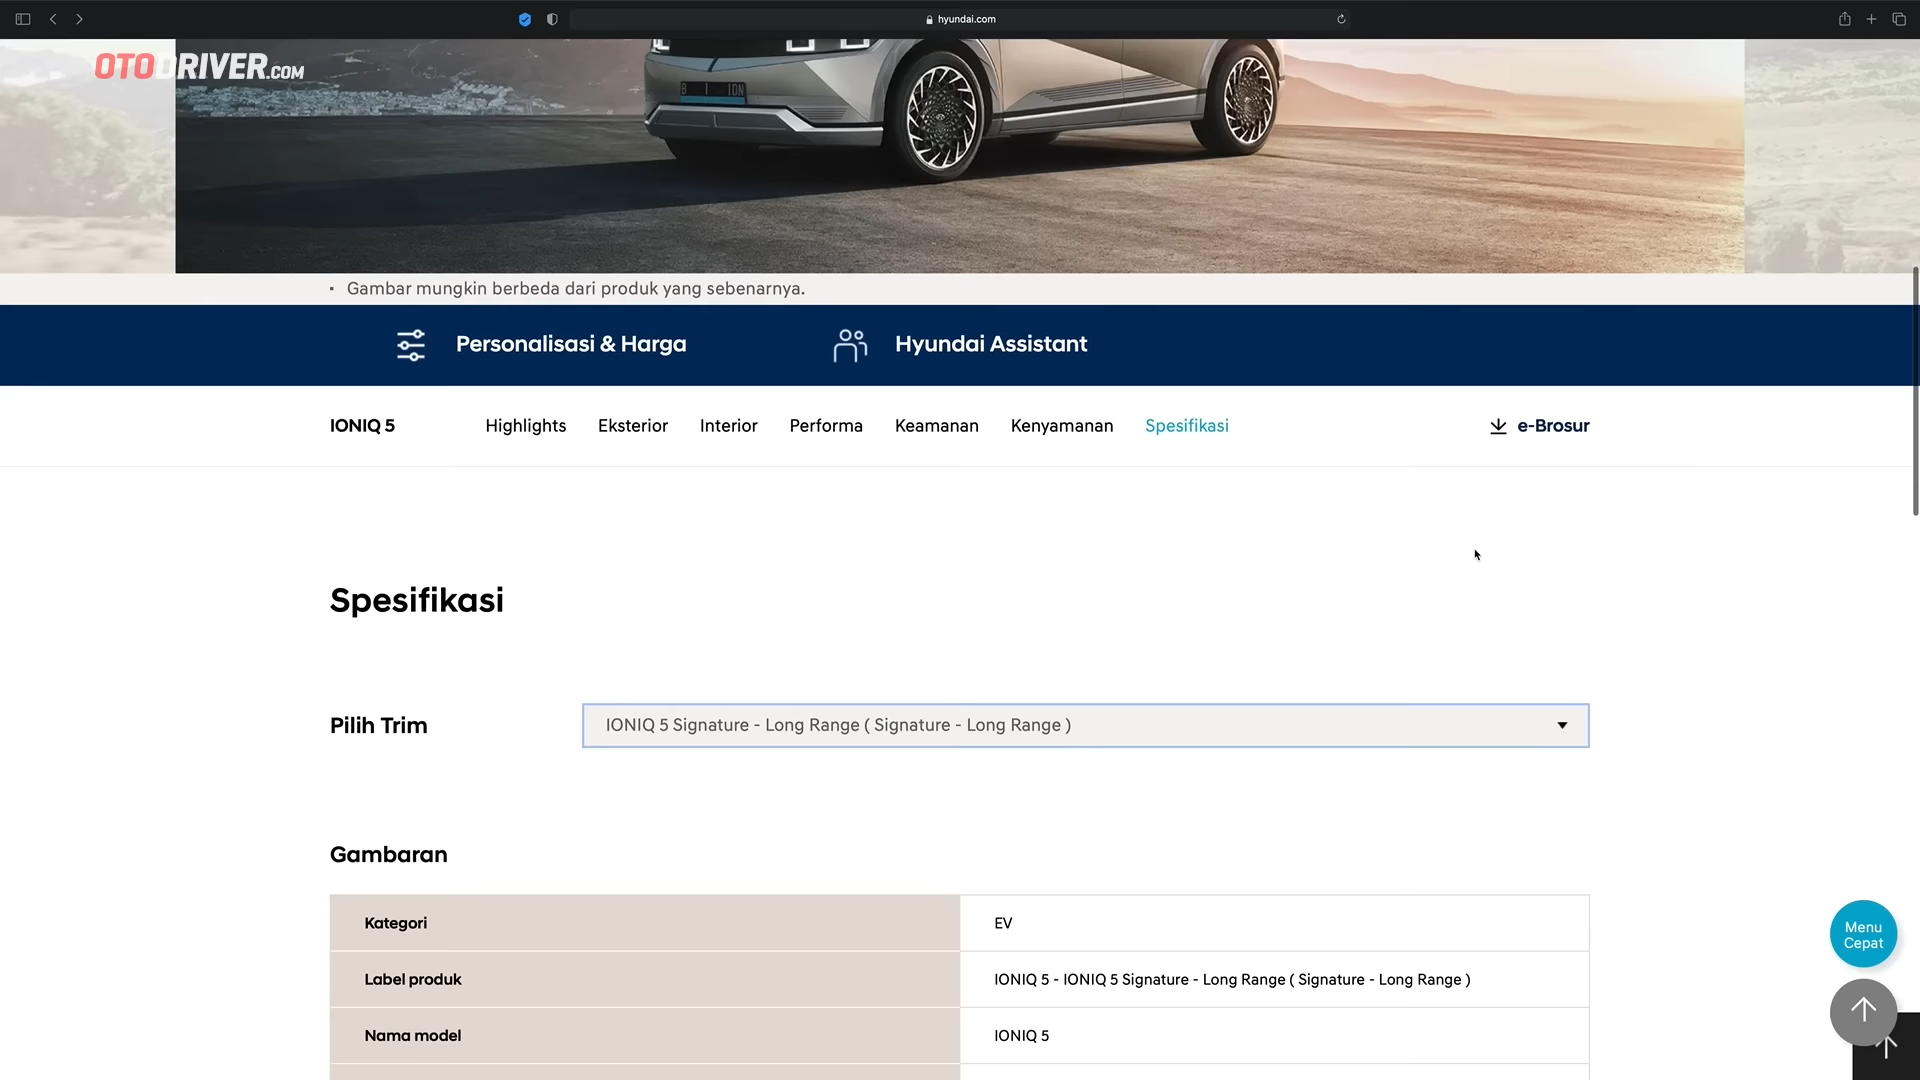 hyundai.com
OTODRIVER.COM
B 1 ION
Gambar mungkin berbeda dari produk yang sebenarnya.
Personalisasi & Harga
Hyundai Assistant
IONIQ 5
Highlights
Eksterior
Interior
Performa
Keamanan
Kenyamanan
Spesifikasi
e-Brosur
Spesifikasi
Pilih Trim
IONIQ 5 Signature - Long Range ( Signature - Long Range )
Gambaran
Kategori
EV
Label produk
IONIQ 5 - IONIQ 5 Signature - Long Range ( Signature - Long Range )
Nama model
IONIQ 5
Menu
Cepat